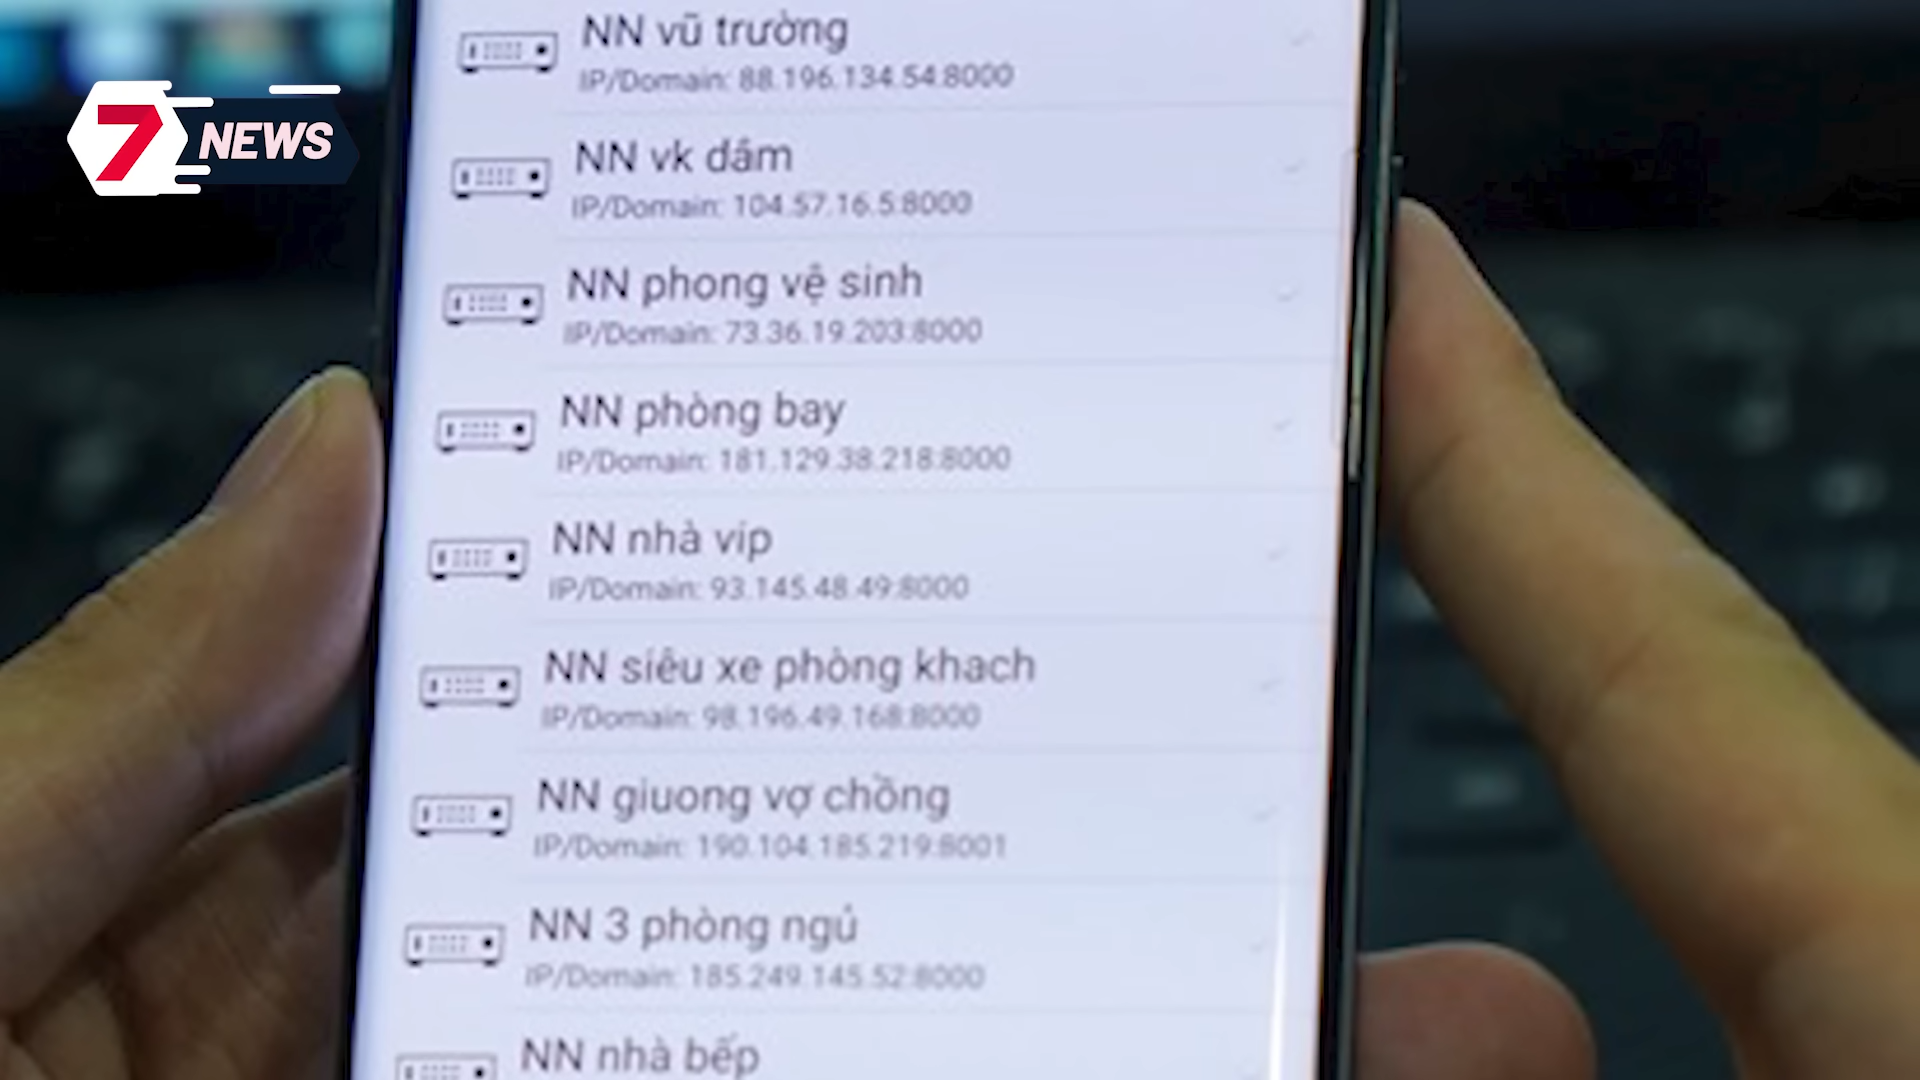 7 NEWS
NN vũ trường
IP/Domain: 88.196.134.54:8000
NN vk dâm
IP/Domain: 104.57.16.5:8000
NN phong vệ sinh
IP/Domain: 73.36.19.203:8000
NN phòng bay
IP/Domain: 181.129.38.218:8000
NN nhà vip
IP/Domain: 93.145.48.49:8000
NN siêu xe phòng khach
IP/Domain: 98.196.49.168:8000
NN giuong vợ chồng
IP/Domain: 190.104.185.219:8001
NN 3 phòng ngủ
IP/Domain: 185.249.145.52:8000
NN nhà bếp